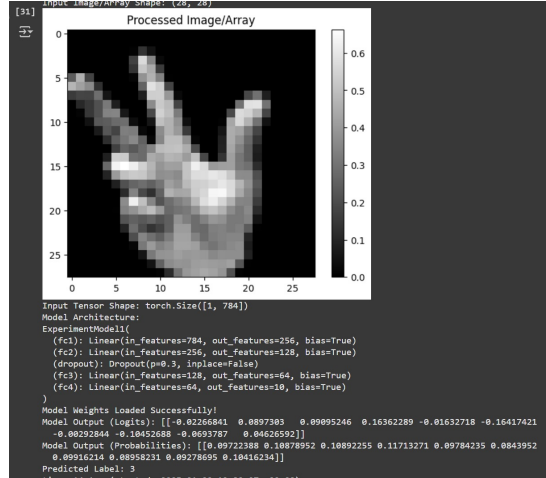 Input Image/Array Shape: (28, 28)
[31]
Processed Image/Array
0
5
10
15
20
25
0 5 10 15 20 25
0.6
0.5
0.4
0.3
0.2
0.1
0.0
Input Tensor Shape: torch.Size([1, 784])
Model Architecture:
ExperimentModel1(
(fc1): Linear(in_features=784, out_features=256, bias=True)
(fc2): Linear(in_features=256, out_features=128, bias=True)
(dropout): Dropout(p=0.3, inplace=False)
(fc3): Linear(in_features=128, out_features=64, bias=True)
(fc4): Linear(in_features=64, out_features=10, bias=True)
)
Model Weights Loaded Successfully!
Model Output (Logits): [[-0.02266841 0.0897303 0.09095246 0.16362289 -0.01632718 -0.16417421
-0.00292844 -0.10452688 -0.0693787 0.04626592]]
Model Output (Probabilities): [[0.09722388 0.10878952 0.10892255 0.11713271 0.09784235 0.0843952
0.09916214 0.08958231 0.09278695 0.10416234]]
Predicted Label: 3